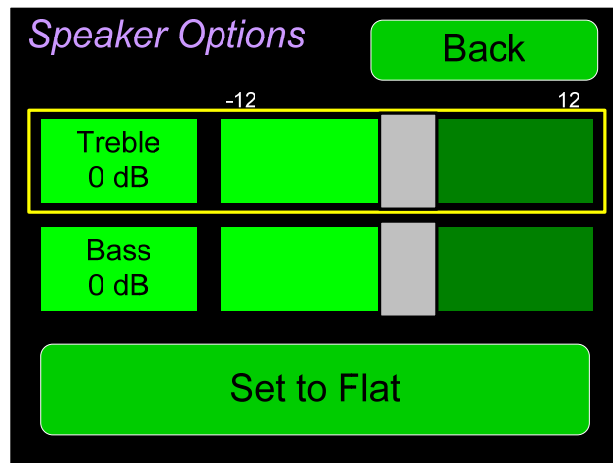 Speaker Options
Back
-12
12
Treble
0 dB
Bass
0 dB
Set to Flat